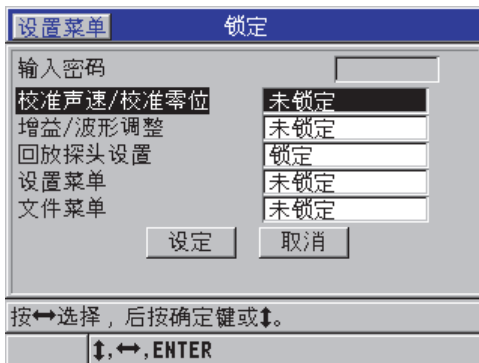 设置菜单 锁定
输入密码
校准声速/校准零位 未锁定
增益/波形调整 未锁定
回放探头设置 锁定
设置菜单 未锁定
文件菜单 未锁定
设定 取消
按↔选择，后按确定键或↕。
↕,↔,ENTER